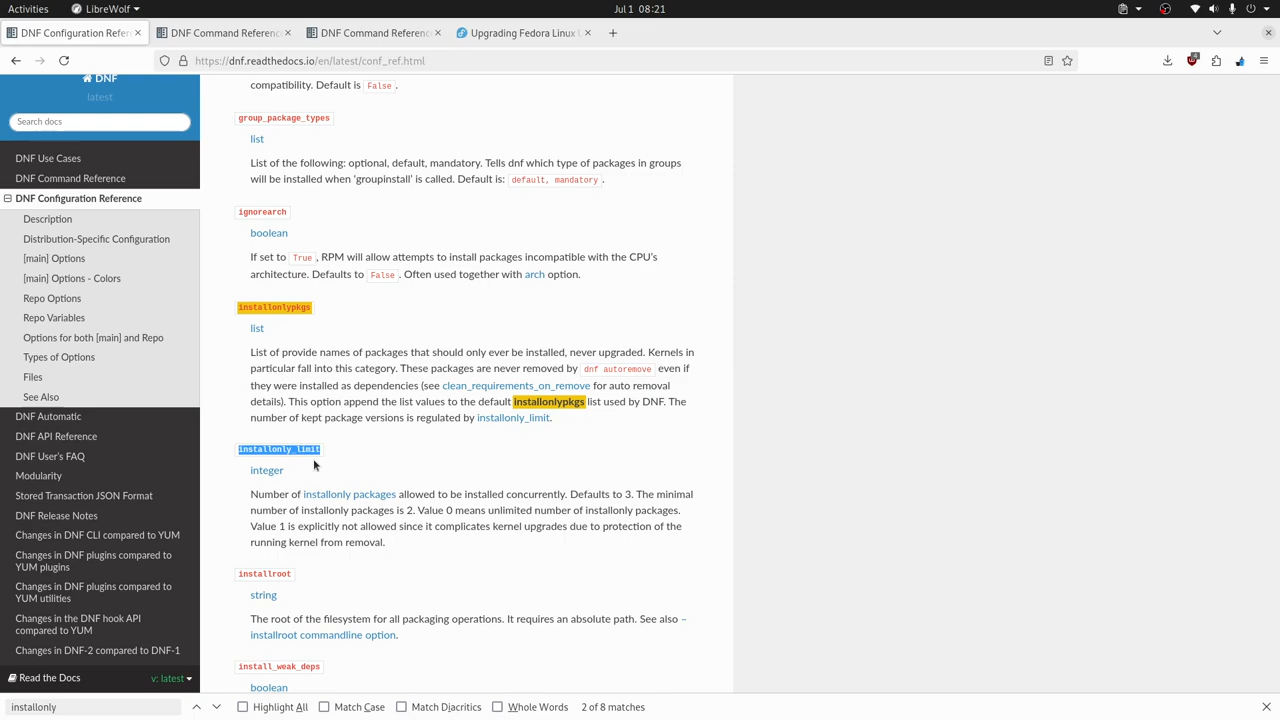 Activities
LibreWolf
Jul 1 08:21
DNF Configuration Refer
DNF Command Referenc
DNF Command Referenc
Upgrading Fedora Linux U
https://dnf.readthedocs.io/en/latest/conf_ref.html
4
DNF
latest
Search docs
DNF Use Cases
DNF Command Reference
DNF Configuration Reference
Description
Distribution-Specific Configuration
[main] Options
[main] Options - Colors
Repo Options
Repo Variables
Options for both [main] and Repo
Types of Options
Files
See Also
DNF Automatic
DNF API Reference
DNF User's FAQ
Modularity
Stored Transaction JSON Format
DNF Release Notes
Changes in DNF CLI compared to YUM
Changes in DNF plugins compared to
YUM plugins
Changes in DNF plugins compared to
YUM utilities
Changes in the DNF hook API
compared to YUM
Changes in DNF-2 compared to DNF-1
Read the Docs
v: latest
compatibility. Default is False .
group_package_types
list
List of the following: optional, default, mandatory. Tells dnf which type of packages in groups
will be installed when ‘groupinstall’ is called. Default is: default, mandatory .
ignorearch
boolean
If set to True , RPM will allow attempts to install packages incompatible with the CPU’s
architecture. Defaults to False . Often used together with arch option.
installonlypkgs
list
List of provide names of packages that should only ever be installed, never upgraded. Kernels in
particular fall into this category. These packages are never removed by dnf autoremove even if
they were installed as dependencies (see clean_requirements_on_remove for auto removal
details). This option append the list values to the default installonlypkgs list used by DNF. The
number of kept package versions is regulated by installonly_limit.
installonly_limit
integer
Number of installonly packages allowed to be installed concurrently. Defaults to 3. The minimal
number of installonly packages is 2. Value 0 means unlimited number of installonly packages.
Value 1 is explicitly not allowed since it complicates kernel upgrades due to protection of the
running kernel from removal.
installroot
string
The root of the filesystem for all packaging operations. It requires an absolute path. See also –
installroot commandline option.
install_weak_deps
boolean
installonly
Highlight All
Match Case
Match Diacritics
Whole Words
2 of 8 matches